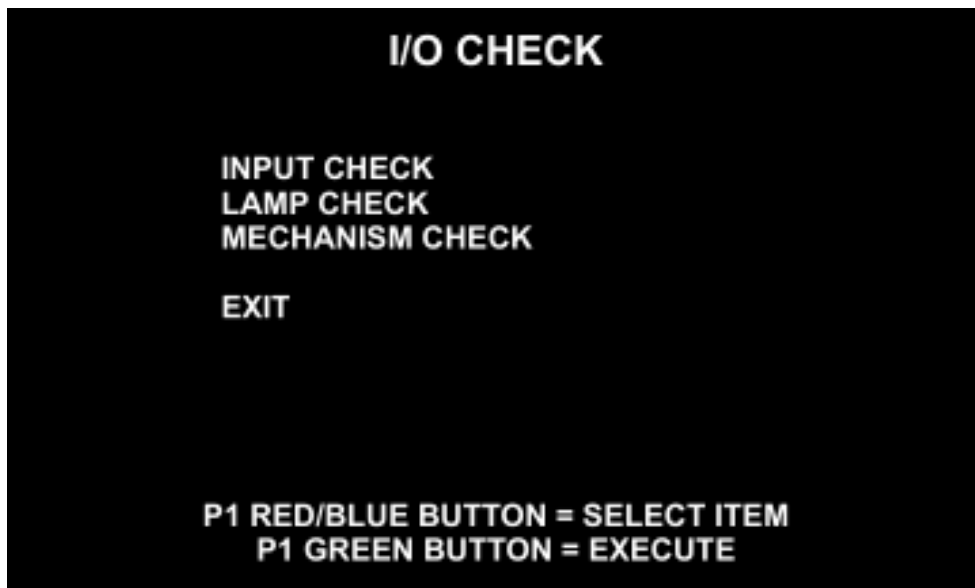 I/O CHECK
INPUT CHECK
LAMP CHECK
MECHANISM CHECK
EXIT
P1 RED/BLUE BUTTON = SELECT ITEM
P1 GREEN BUTTON = EXECUTE